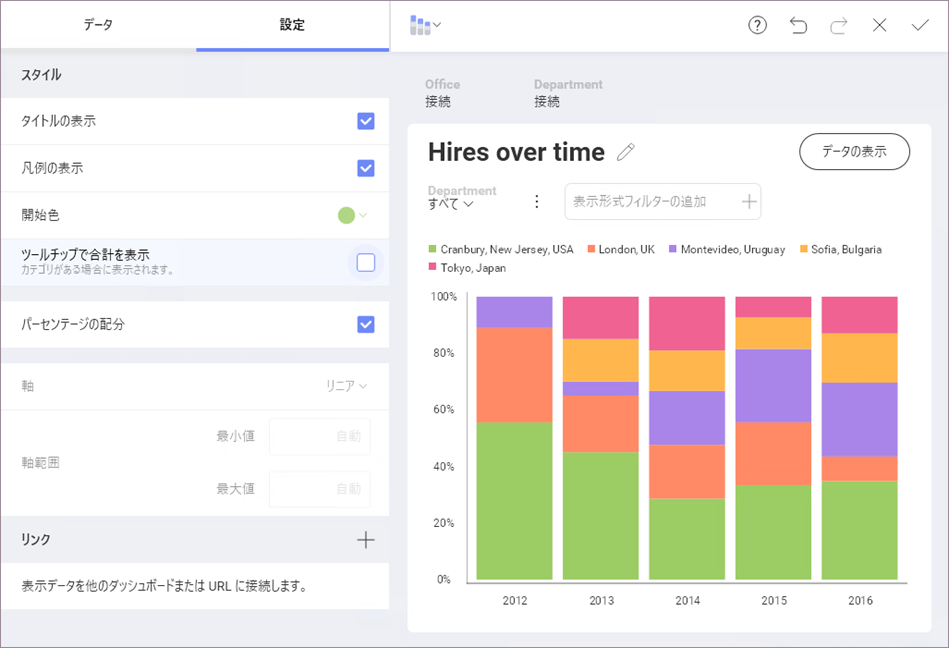 データ
設定
スタイル
タイトルの表示
凡例の表示
開始色
ツールチップで合計を表示
カテゴリがある場合に表示されます。
パーセンテージの配分
軸
リニア
軸範囲
最小値
自動
最大値
自動
リンク
表示データを他のダッシュボードまたは URL に接続します。
Office
接続
Department
接続
Hires over time
データの表示
Department
すべて
表示形式フィルターの追加
Cranbury, New Jersey, USA
London, UK
Montevideo, Uruguay
Sofia, Bulgaria
Tokyo, Japan
100%
80%
60%
40%
20%
0%
2012
2013
2014
2015
2016